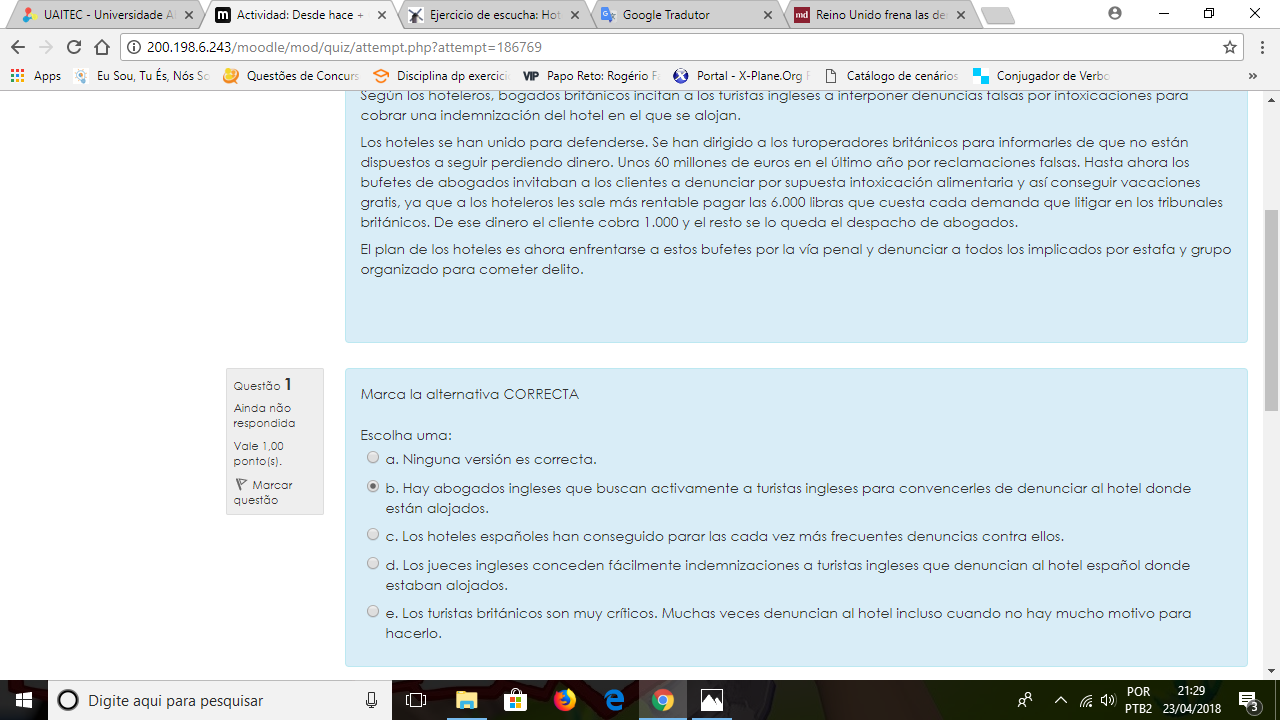 UAITEC - Universidade A
Actividad: Desde hace +
Ejercicio de escucha: Hot
Google Tradutor
Reino Unido frena las de
200.198.6.243/moodle/mod/quiz/attempt.php?attempt=186769
Apps
Eu Sou, Tu És, Nós So
Questões de Concurs
Disciplina dp exercici
VIP
Papo Reto: Rogério F
Portal - X-Plane.Org F
Catálogo de cenários
Conjugador de Verbo
»
Según los hoteleros, bogados británicos incitan a los turistas ingleses a interponer denuncias falsas por intoxicaciones para
cobrar una indemnización del hotel en el que se alojan.
Los hoteles se han unido para defenderse. Se han dirigido a los turoperadores británicos para informarles de que no están
dispuestos a seguir perdiendo dinero. Unos 60 millones de euros en el último año por reclamaciones falsas. Hasta ahora los
bufetes de abogados invitaban a los clientes a denunciar por supuesta intoxicación alimentaria y así conseguir vacaciones
gratis, ya que a los hoteleros les sale más rentable pagar las 6.000 libras que cuesta cada demanda que litigar en los tribunales
británicos. De ese dinero el cliente cobra 1.000 y el resto se lo queda el despacho de abogados.
El plan de los hoteles es ahora enfrentarse a estos bufetes por la vía penal y denunciar a todos los implicados por estafa y grupo
organizado para cometer delito.
Questão 1
Ainda não
respondida
Vale 1,00
ponto(s).
Marcar
questão
Marca la alternativa CORRECTA
Escolha uma:
a. Ninguna versión es correcta.
b. Hay abogados ingleses que buscan activamente a turistas ingleses para convencerles de denunciar al hotel donde
están alojados.
c. Los hoteles españoles han conseguido parar las cada vez más frecuentes denuncias contra ellos.
d. Los jueces ingleses conceden fácilmente indemnizaciones a turistas ingleses que denuncian al hotel español donde
estaban alojados.
e. Los turistas británicos son muy críticos. Muchas veces denuncian al hotel incluso cuando no hay mucho motivo para
hacerlo.
Digite aqui para pesquisar
POR
PTB2
21:29
23/04/2018
3